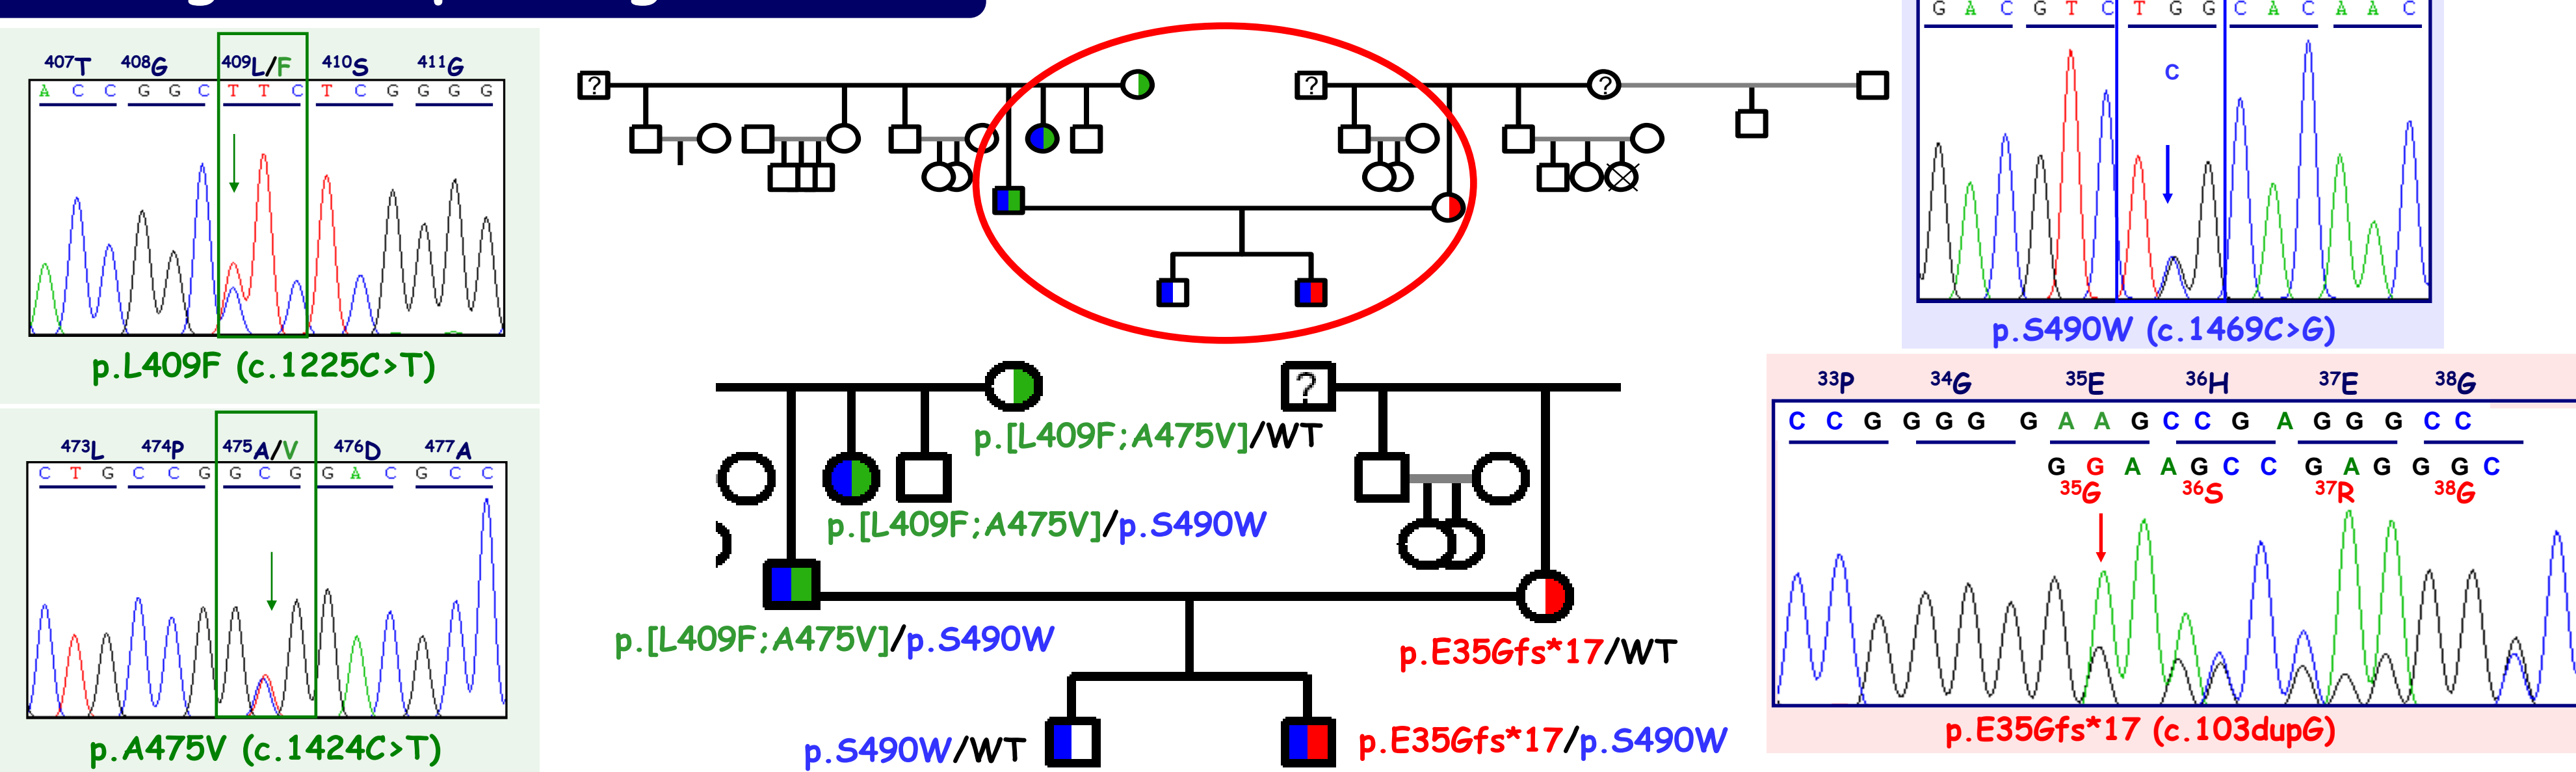 407T 408G 409L/F 410S 411G
A C C G G C T T C T C G G G G
p.L409F (c.1225C>T)
473L 474P 475A/V 476D 477A
C T G C C G G C G G A C G C C
p.A475V (c.1424C>T)
?
?
?
G A C G T C T G G C A C A A C
C
p.S490W (c.1469C>G)
?
p.[L409F;A475V]/WT
p.[L409F;A475V]/p.S490W
p.[L409F;A475V]/p.S490W
p.E35Gfs*17/WT
p.S490W/WT
p.E35Gfs*17/p.S490W
33P 34G 35E 36H 37E 38G
C C G G G G G A A G C C G A G G G C C
G G A A G C C G A G G G C
35G 36S 37R 38G
p.E35Gfs*17 (c.103dupG)